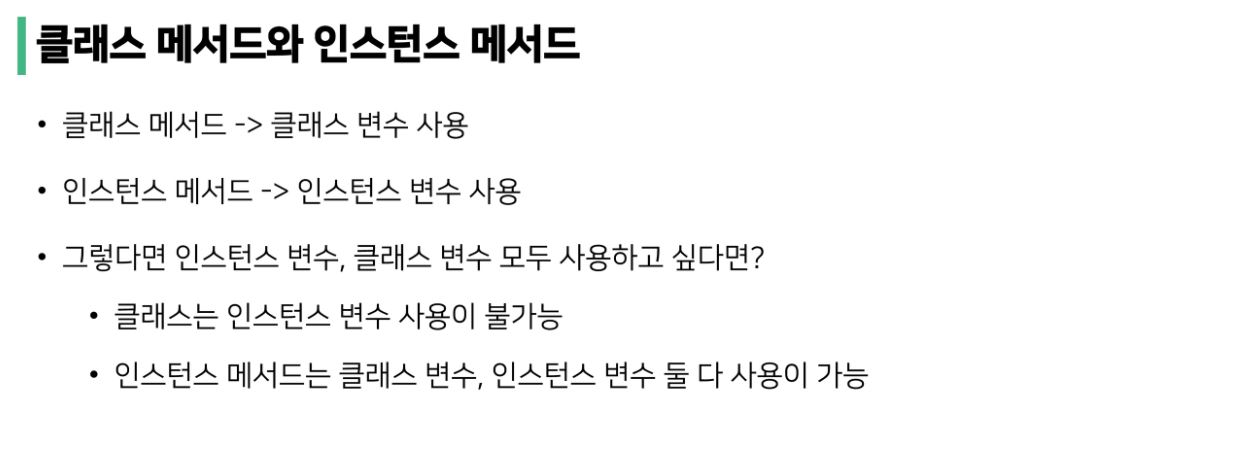 클래스 메서드와 인스턴스 메서드
• 클래스 메서드 -> 클래스 변수 사용
• 인스턴스 메서드 -> 인스턴스 변수 사용
• 그렇다면 인스턴스 변수, 클래스 변수 모두 사용하고 싶다면?
• 클래스는 인스턴스 변수 사용이 불가능
• 인스턴스 메서드는 클래스 변수, 인스턴스 변수 둘 다 사용이 가능